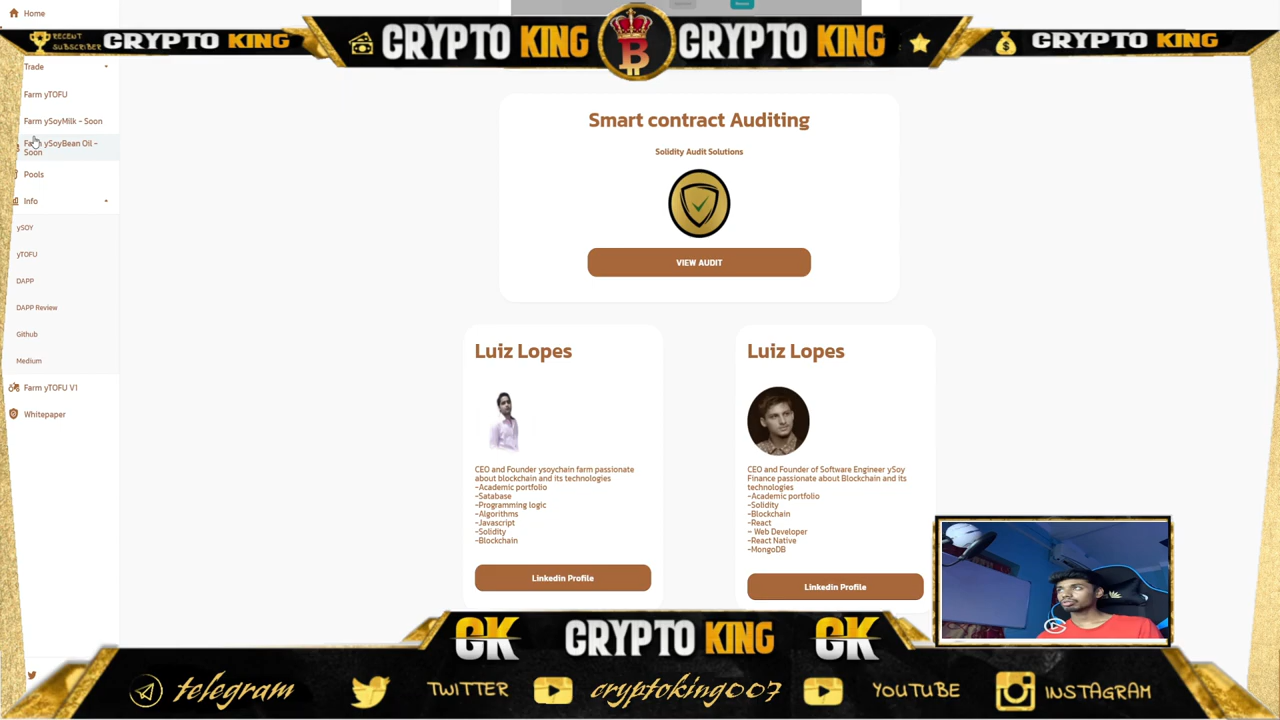 Home
RECENT
SUBSCRIBER
CRYPTO KING
CRYPTO KING
CRYPTO KING
CRYPTO KING
Trade
Farm yTOFU
Farm ySoyMilk - Soon
Farm ySoyBean Oil -
Soon
Pools
Info
ySOY
yTOFU
DAPP
DAPP Review
Github
Medium
Farm yTOFU V1
Whitepaper
Smart contract Auditing
Solidity Audit Solutions
VIEW AUDIT
Luiz Lopes
CEO and Founder ysoychain farm passionate
about blockchain and its technologies
-Academic portfolio
-Satabase
-Programming logic
-Algorithms
-Javascript
-Solidity
-Blockchain
Linkedin Profile
Luiz Lopes
CEO and Founder of Software Engineer ySoy
Finance passionate about Blockchain and its
technologies
-Academic portfolio
-Solidity
-Blockchain
-React
- Web Developer
-React Native
-MongoDB
Linkedin Profile
GK CRYPTO KING GK
telegram
TWITTER
cryptoking007
YOUTUBE
INSTAGRAM